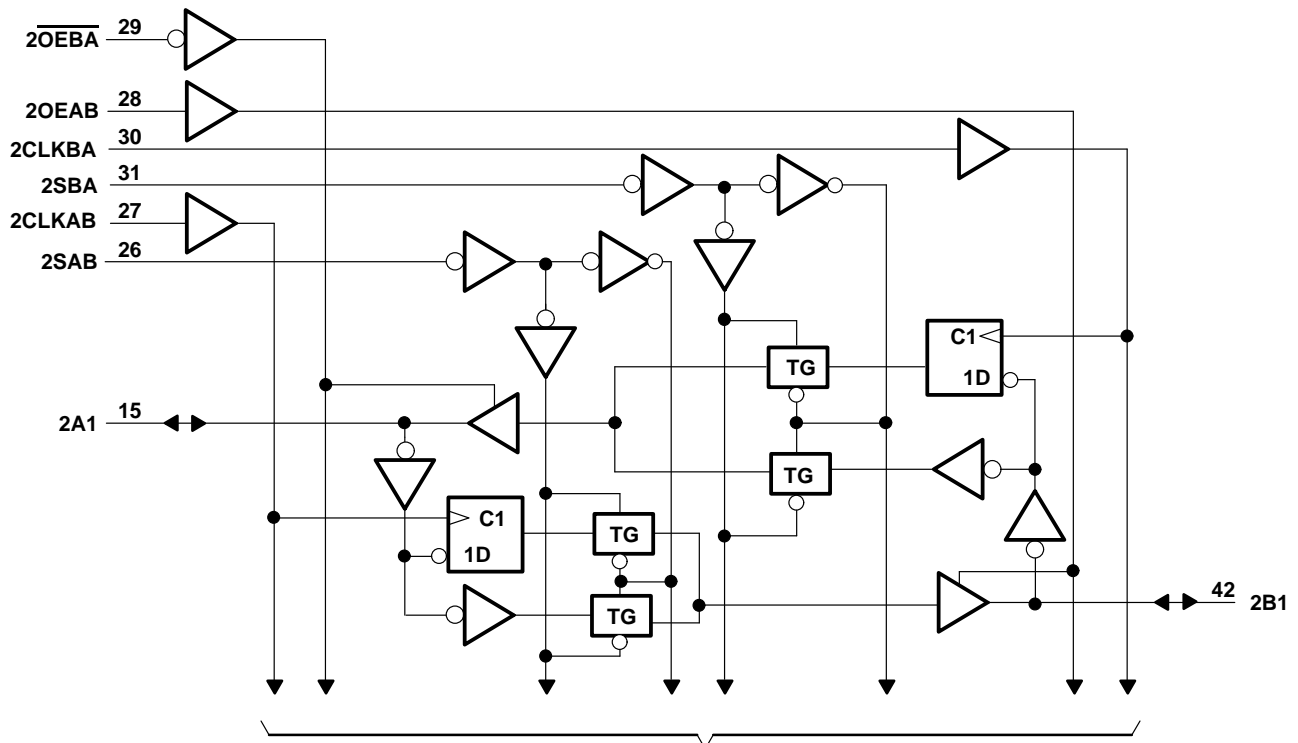 2OEBA 29
2OEAB 28
2CLKBA 30
2SBA 31
2CLKAB 27
2SAB 26
C1
TG
1D
2A1 15
TG
C1
TG
1D
TG
42 2B1